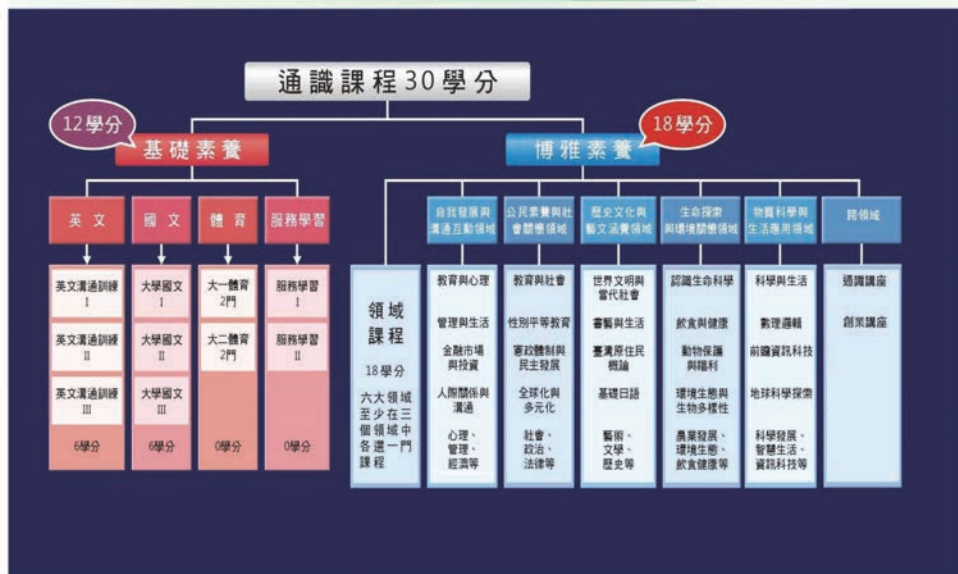 通識課程30學分
12學分
基礎素養
18學分
博雅素養
英文
國文
體育
服務學習
英文溝通訓練
I
英文溝通訓練
II
英文溝通訓練
III
6學分
大學國文
I
大學國文
II
大學國文
III
6學分
大一體育
2門
大二體育
2門
0學分
服務學習
I
服務學習
II
0學分
領域
課程
18學分
六大領域
至少在三
個領域中
各選一門
課程
自我發展與
溝通互動領域
教育與心理
管理與生活
金融市場
與投資
人際關係與
溝通
心理、
管理、
經濟等
公民素養與社
會關懷領域
教育與社會
性別平等教育
憲政體制與
民主發展
全球化與
多元化
社會、
政治、
法律等
歷史文化與
藝文涵養領域
世界文明與
當代社會
書藝與生活
臺灣原住民
概論
基礎日語
藝術、
文學、
歷史等
生命探索
與環境關懷領域
認識生命科學
飲食與健康
動物保護
與福利
環境生態與
生物多樣性
農業發展、
環境生態、
飲食健康等
物質科學與
生活應用領域
科學與生活
數理邏輯
前瞻資訊科技
地球科學探索
科學發展、
智慧生活、
資訊科技等
跨領域
通識講座
創業講座